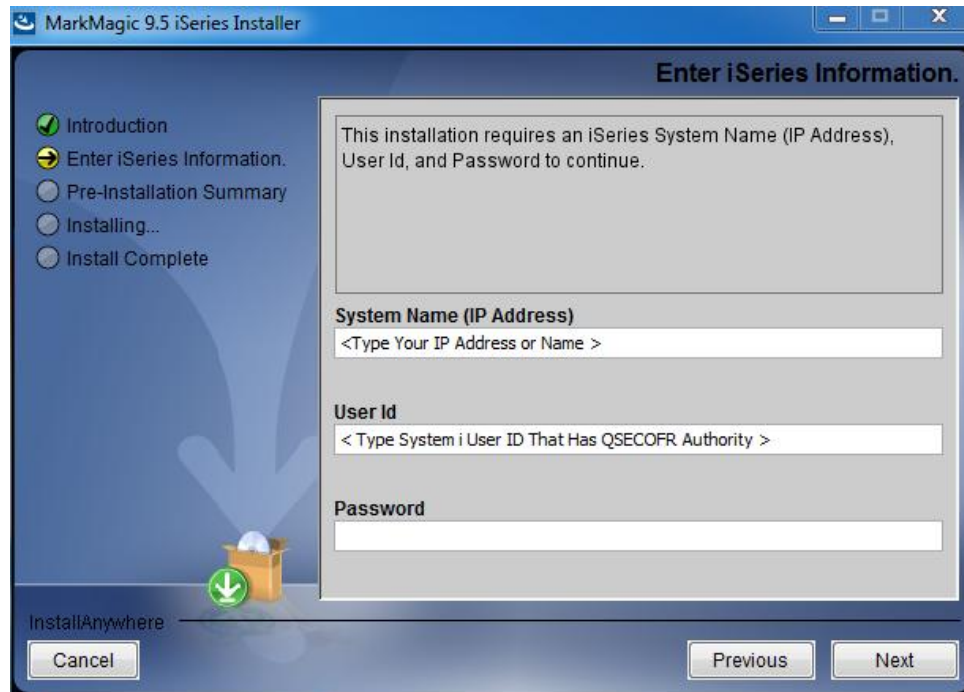 MarkMagic 9.5 iSeries Installer
Enter iSeries Information.
Introduction
Enter iSeries Information.
Pre-Installation Summary
Installing...
Install Complete
This installation requires an iSeries System Name (IP Address),
User Id, and Password to continue.
System Name (IP Address)
<Type Your IP Address or Name >
User Id
< Type System i User ID That Has QSECOFR Authority >
Password
InstallAnywhere
Cancel
Previous
Next